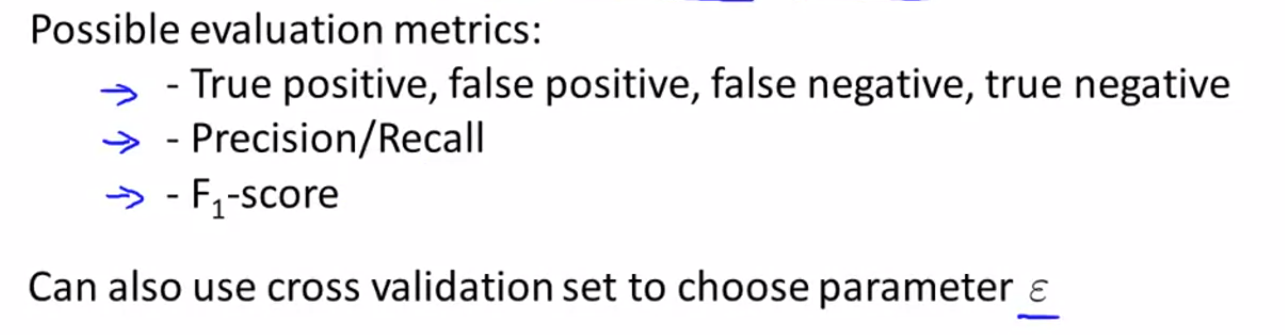 Possible evaluation metrics:
- True positive, false positive, false negative, true negative
- Precision/Recall
- F₁-score
Can also use cross validation set to choose parameter ε